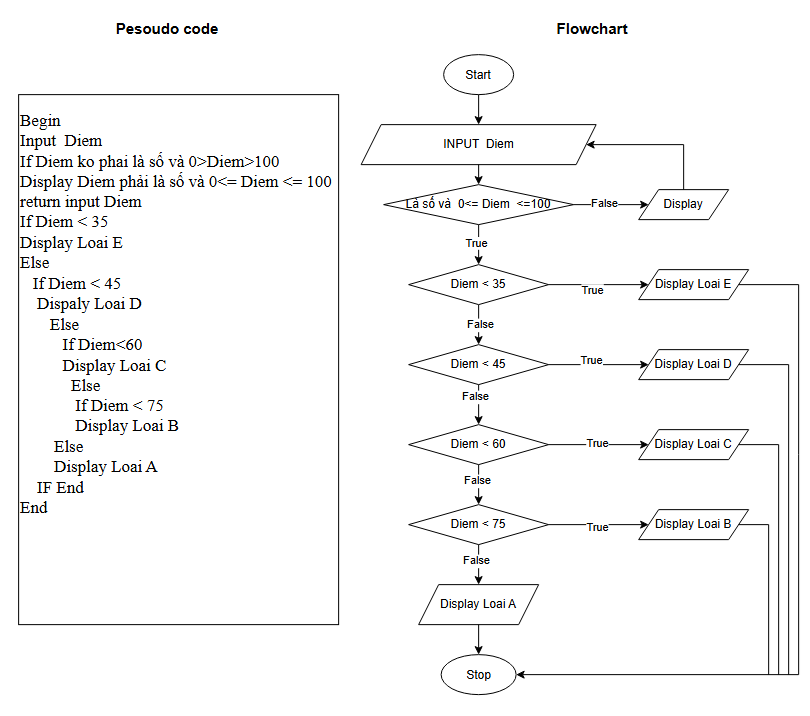 Pesoudo code
Begin
Input  Diem
If Diem ko phai là số và 0>Diem>100
Display Diem phải là số và 0<= Diem <= 100
return input Diem
If Diem < 35
Display Loai E
Else
If Diem < 45
Dispaly Loai D
Else
If Diem<60
Display Loai C
Else
If Diem < 75
Display Loai B
Else
Display Loai A
IF End
End
Flowchart
Start
INPUT  Diem
Là số và  0<= Diem  <=100
False
Display
True
Diem < 35
True
Display Loai E
False
Diem < 45
True
Display Loai D
False
Diem < 60
True
Display Loai C
False
Diem < 75
True
Display Loai B
False
Display Loai A
Stop